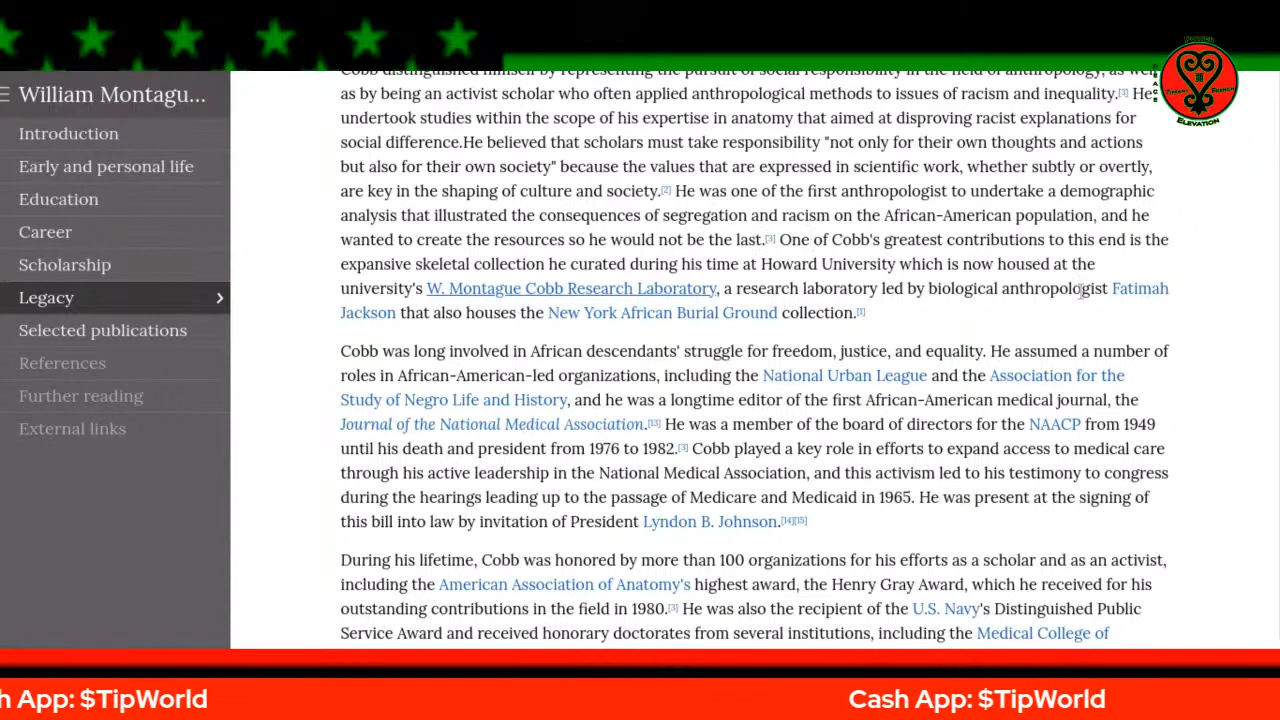 William Montagu...
Introduction
Early and personal life
Education
Career
Scholarship
Legacy
Selected publications
References
Further reading
External links
Cobb distinguished himself by representing the pursuit of social responsibility in the field of anthropology, as well
as by being an activist scholar who often applied anthropological methods to issues of racism and inequality.[3] He
undertook studies within the scope of his expertise in anatomy that aimed at disproving racist explanations for
social difference.He believed that scholars must take responsibility "not only for their own thoughts and actions
but also for their own society" because the values that are expressed in scientific work, whether subtly or overtly,
are key in the shaping of culture and society.[2] He was one of the first anthropologist to undertake a demographic
analysis that illustrated the consequences of segregation and racism on the African-American population, and he
wanted to create the resources so he would not be the last.[3] One of Cobb's greatest contributions to this end is the
expansive skeletal collection he curated during his time at Howard University which is now housed at the
university's W. Montague Cobb Research Laboratory, a research laboratory led by biological anthropologist Fatimah
Jackson that also houses the New York African Burial Ground collection.[1]
Cobb was long involved in African descendants' struggle for freedom, justice, and equality. He assumed a number of
roles in African-American-led organizations, including the National Urban League and the Association for the
Study of Negro Life and History, and he was a longtime editor of the first African-American medical journal, the
Journal of the National Medical Association.[13] He was a member of the board of directors for the NAACP from 1949
until his death and president from 1976 to 1982.[3] Cobb played a key role in efforts to expand access to medical care
through his active leadership in the National Medical Association, and this activism led to his testimony to congress
during the hearings leading up to the passage of Medicare and Medicaid in 1965. He was present at the signing of
this bill into law by invitation of President Lyndon B. Johnson.[14][15]
During his lifetime, Cobb was honored by more than 100 organizations for his efforts as a scholar and as an activist,
including the American Association of Anatomy's highest award, the Henry Gray Award, which he received for his
outstanding contributions in the field in 1980.[3] He was also the recipient of the U.S. Navy's Distinguished Public
Service Award and received honorary doctorates from several institutions, including the Medical College of
POWER
PEACE
ELEVATION
h App: $TipWorld
Cash App: $TipWorld